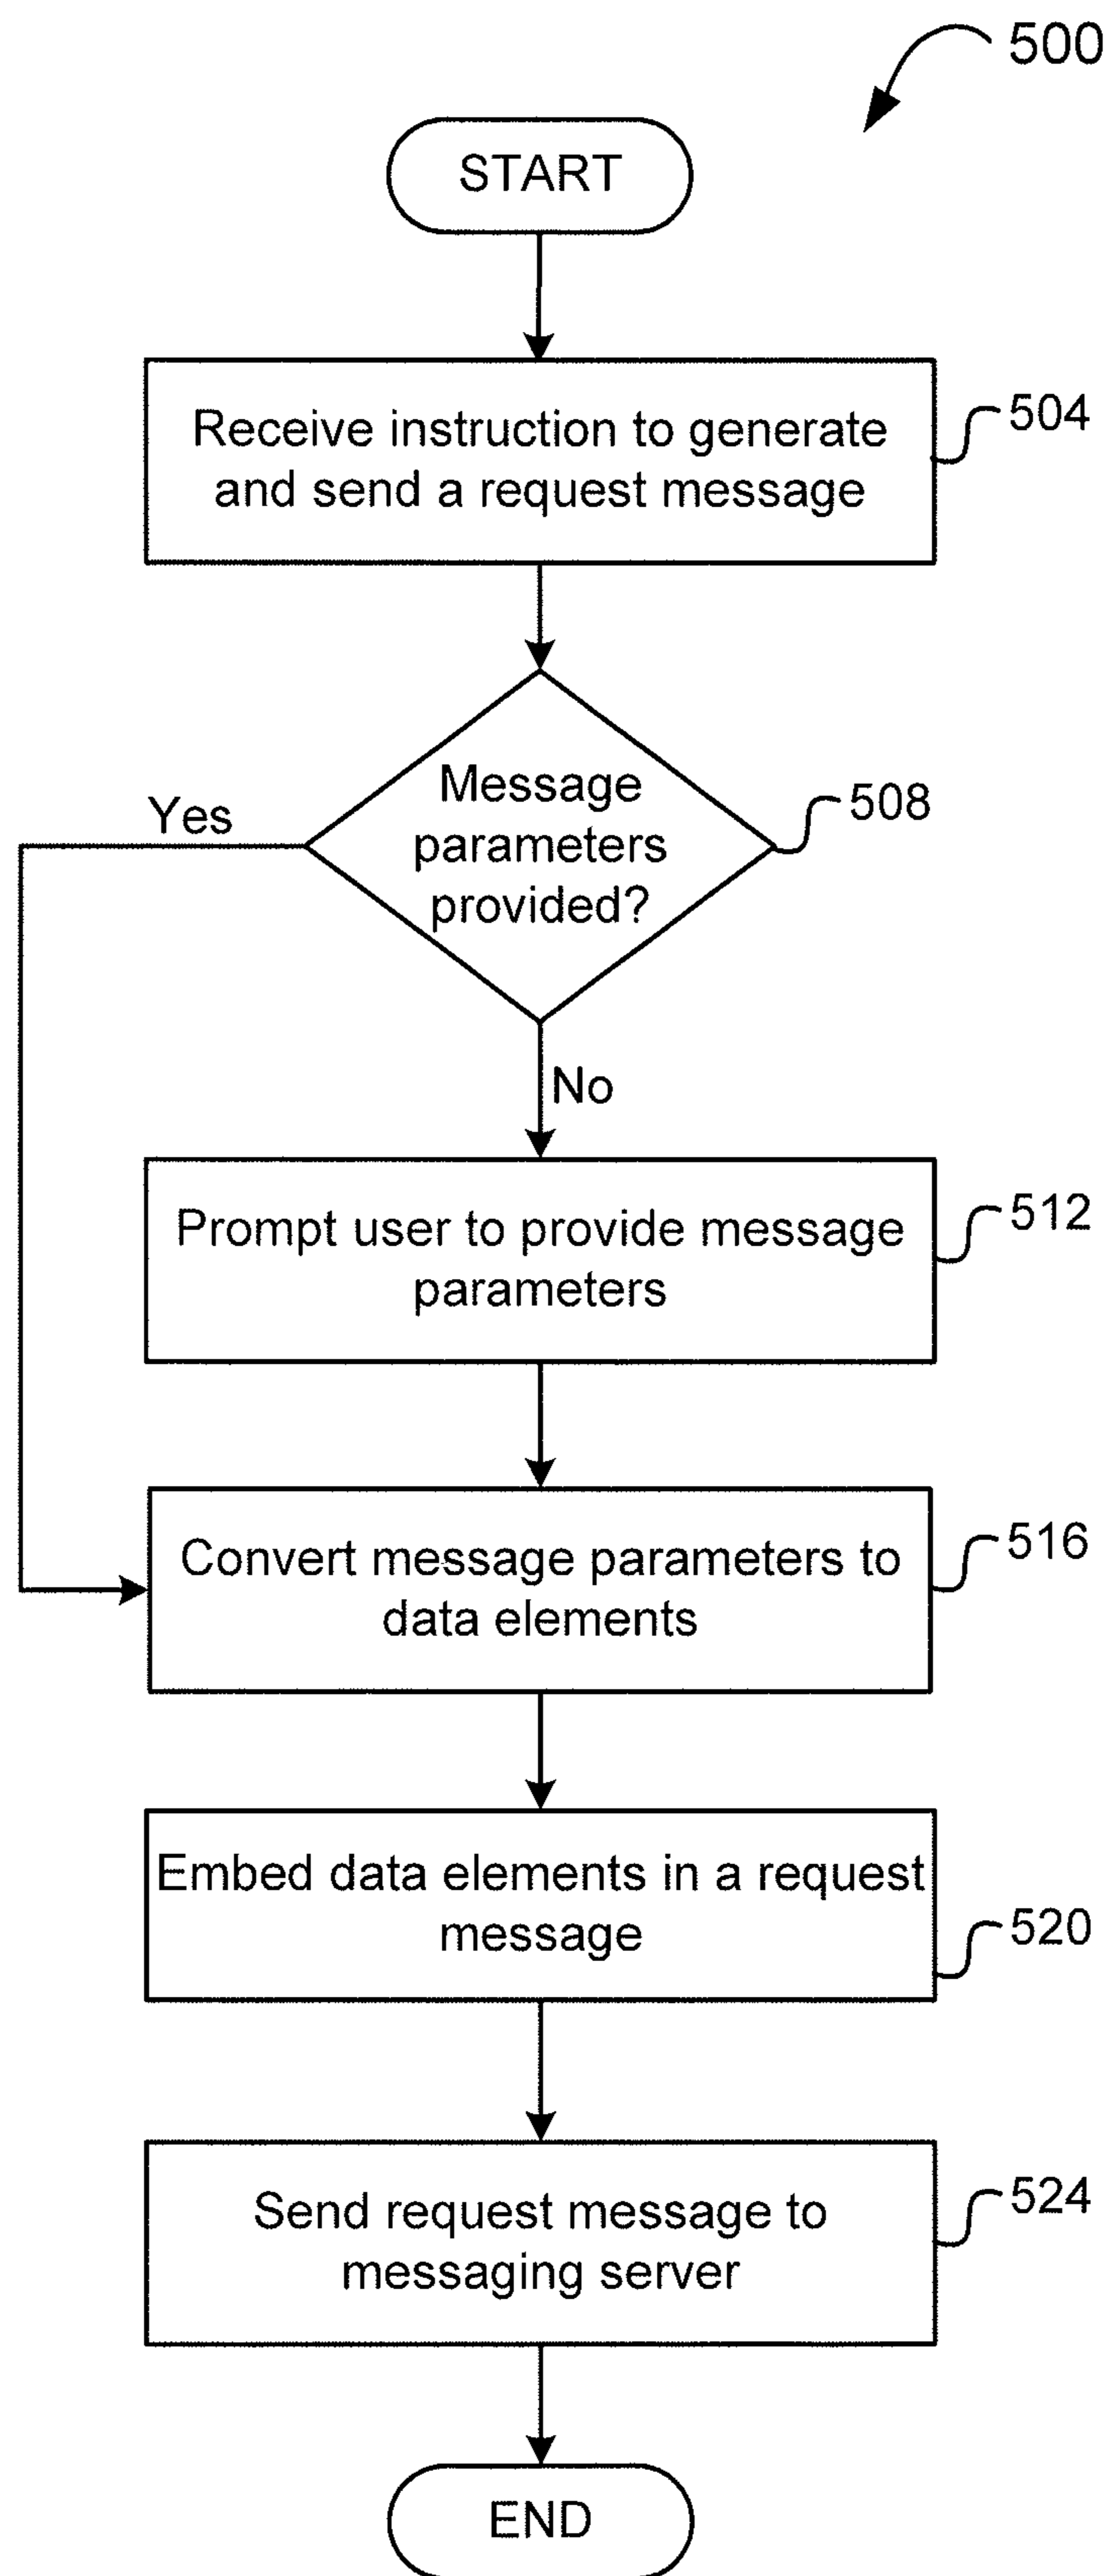 500
START
Receive instruction to generate
and send a request message
504
Message
parameters
provided?
508
Yes
No
Prompt user to provide message
parameters
512
Convert message parameters to
data elements
516
Embed data elements in a request
message
520
Send request message to
messaging server
524
END